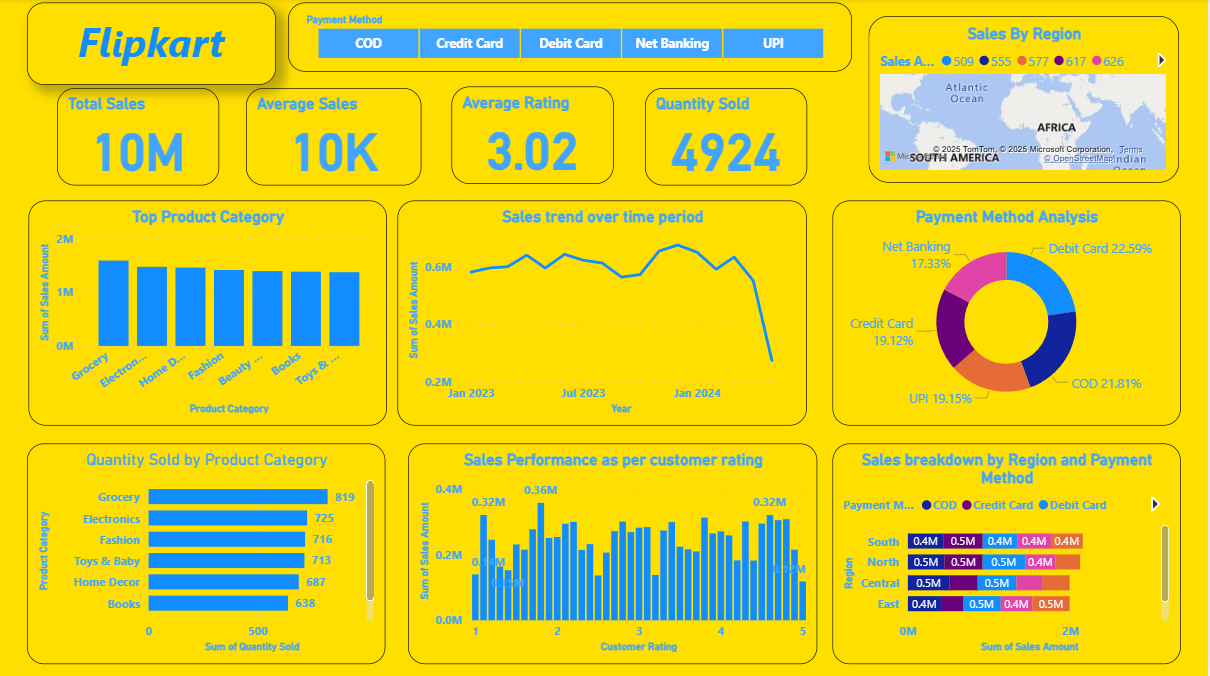 Flipkart
Payment Method
COD
Credit Card
Debit Card
Net Banking
UPI
Sales By Region
Sales A...
509
555
577
617
626
Atlantic
Ocean
AFRICA
SOUTH AMERICA
© 2025 TomTom, © 2025 Microsoft Corporation, Terms
© OpenStreetMap
Indian
Ocean
Total Sales
10M
Average Sales
10K
Average Rating
3.02
Quantity Sold
4924
Top Product Category
2M
1M
0M
Sum of Sales Amount
Grocery
Electron...
Home D...
Fashion
Beauty ...
Books
Toys & ...
Product Category
Sales trend over time period
0.6M
0.4M
0.2M
Sum of Sales Amount
Jan 2023
Jul 2023
Jan 2024
Year
Payment Method Analysis
Net Banking
17.33%
Debit Card 22.59%
Credit Card
19.12%
COD 21.81%
UPI 19.15%
Quantity Sold by Product Category
Product Category
Grocery 819
Electronics 725
Fashion 716
Toys & Baby 713
Home Decor 687
Books 638
0
500
Sum of Quantity Sold
Sales Performance as per customer rating
0.4M
0.2M
0.0M
Sum of Sales Amount
0.32M
0.36M
0.32M
1
2
3
4
5
Customer Rating
Sales breakdown by Region and Payment
Method
Payment M...
COD
Credit Card
Debit Card
Region
South 0.4M 0.5M 0.4M 0.4M 0.4M
North 0.5M 0.5M 0.5M 0.4M
Central 0.5M 0.5M
East 0.4M 0.5M 0.4M 0.5M
0M
2M
Sum of Sales Amount